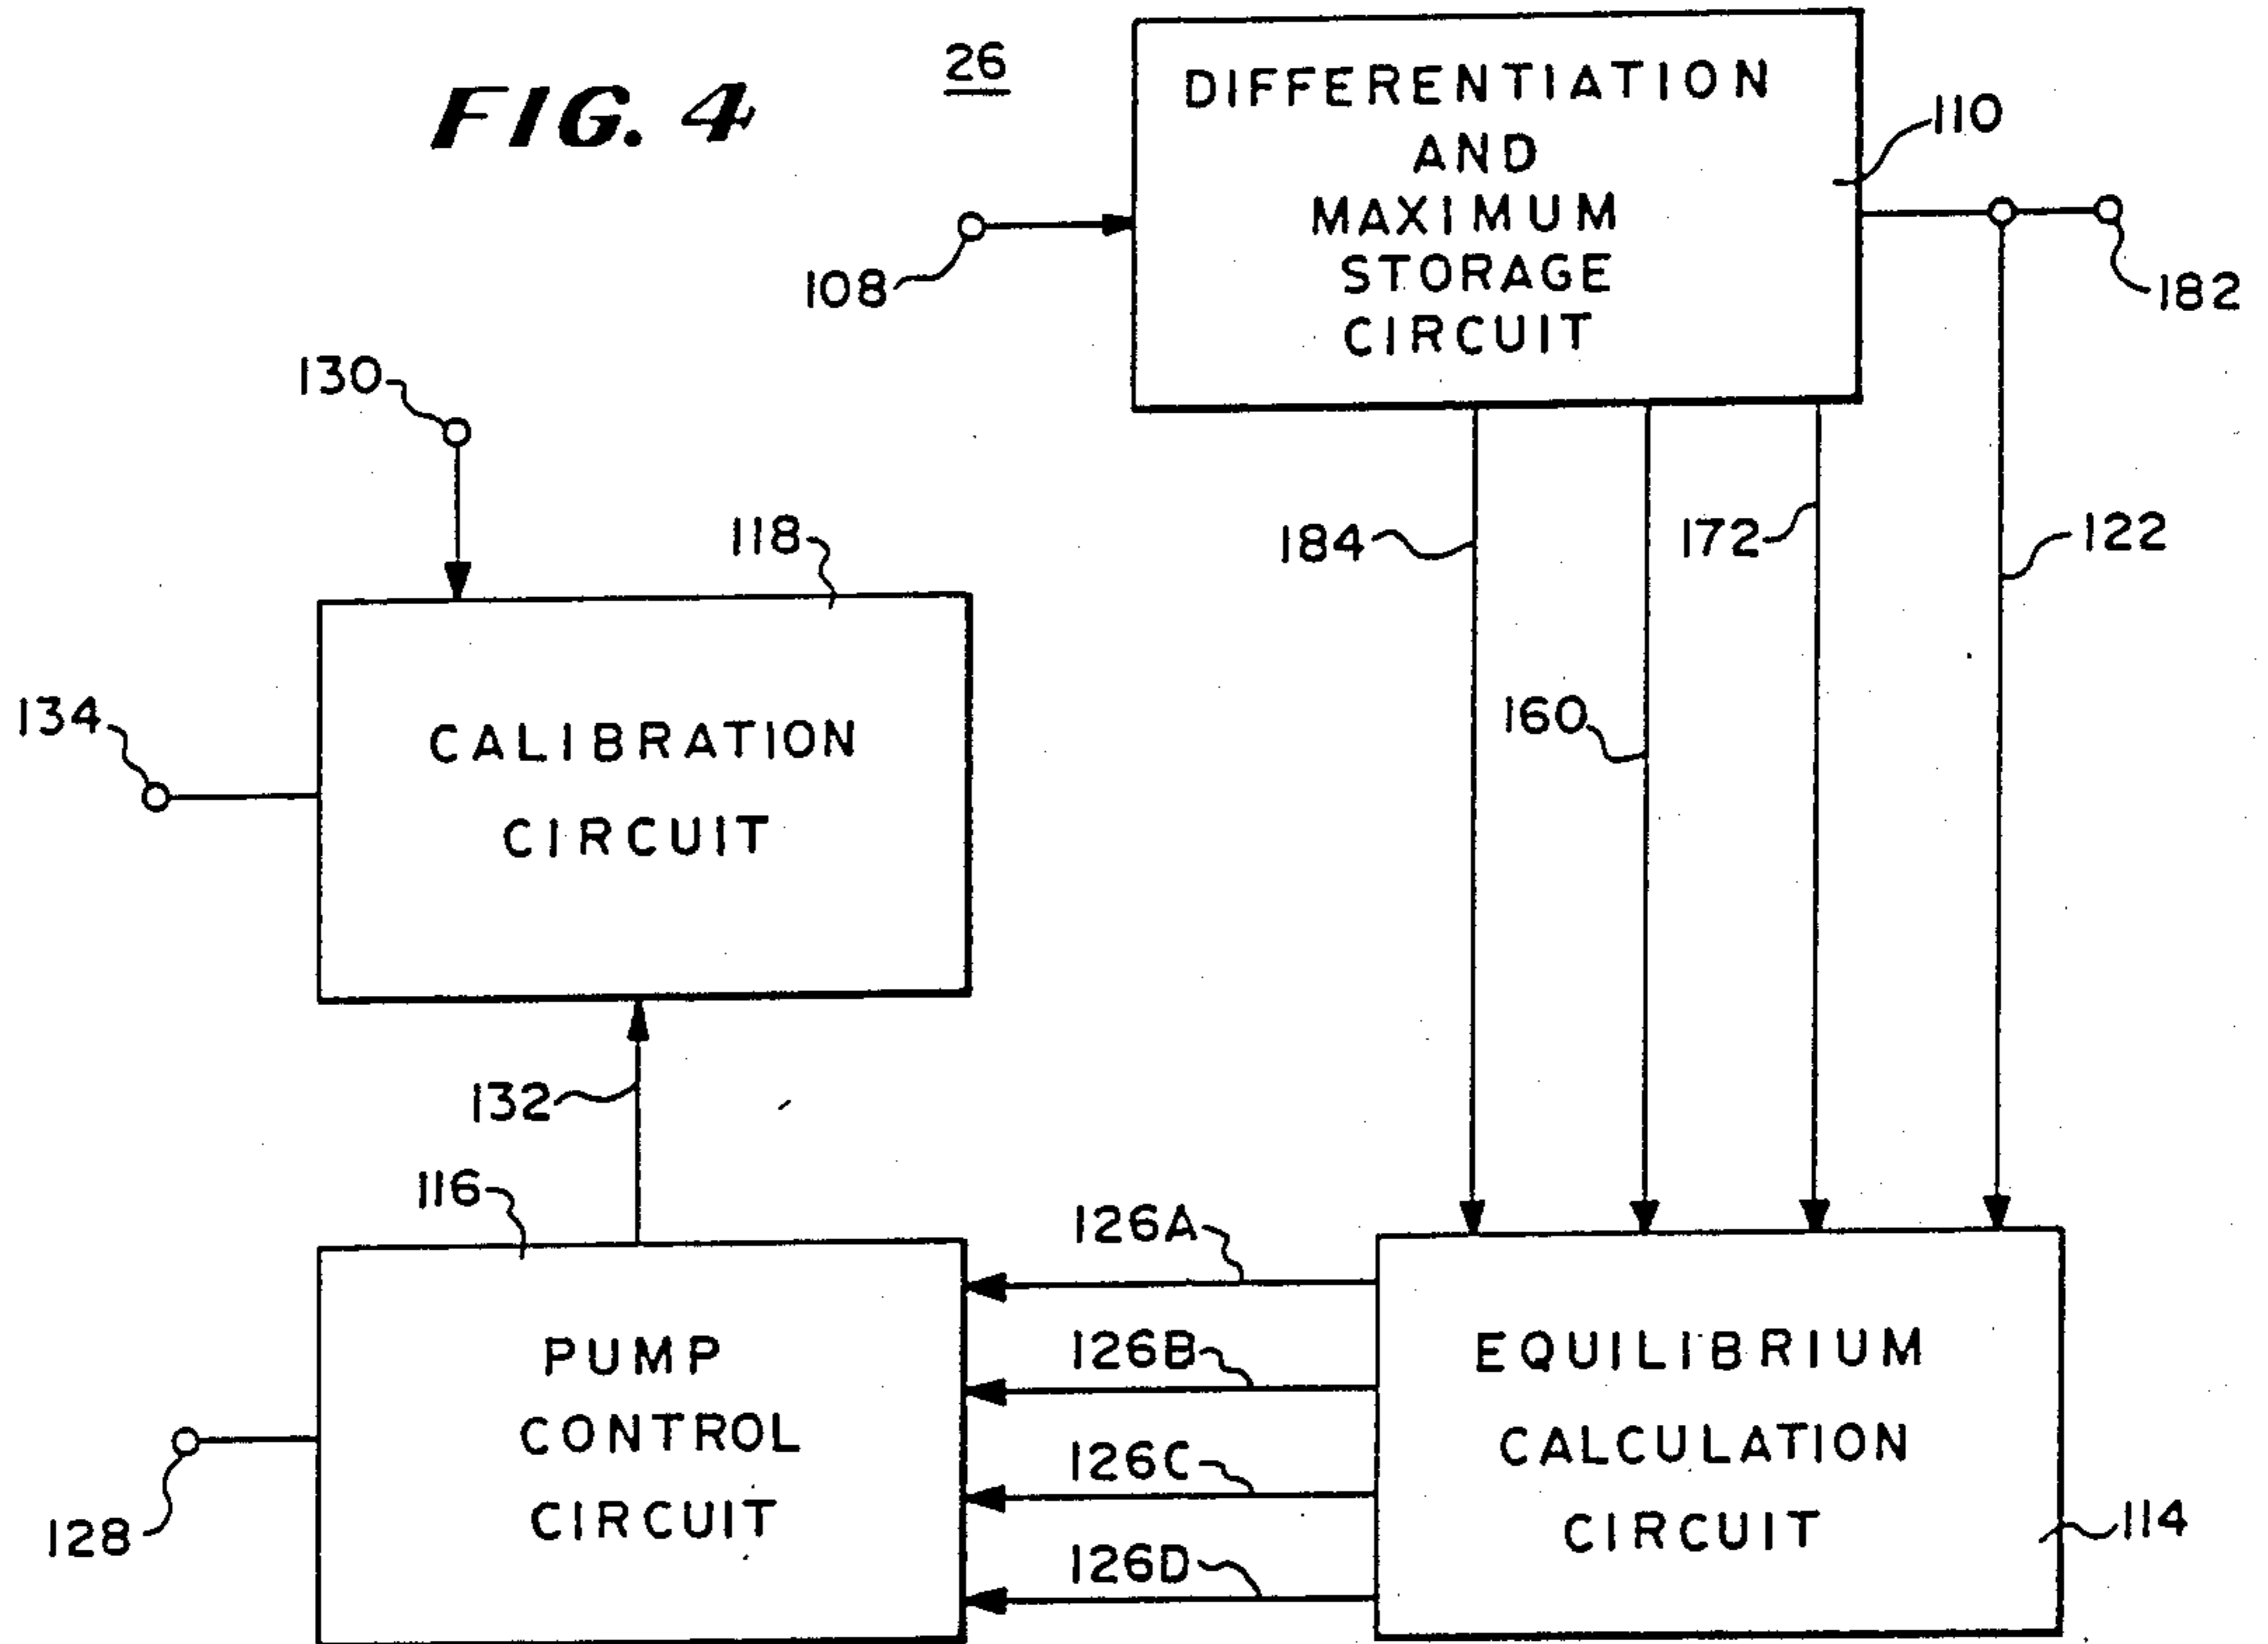 FIG. 4
26
DIFFERENTIATION
AND
MAXIMUM
STORAGE
CIRCUIT
110
108
182
130
118
184
172
122
134
160
CALIBRATION
CIRCUIT
132
116
126A
126B
126C
126D
PUMP
CONTROL
CIRCUIT
EQUILIBRIUM
CALCULATION
CIRCUIT
128
114